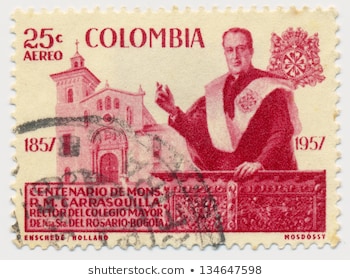 25c COLOMBIA
AEREO
1857 1957
CENTENARIO DE MONS.
R.M. CARRASQUILLA
RECTOR DEL COLEGIO MAYOR
DE Nª Sª DEL ROSARIO-BOGOTA
ENSCHEDE-HOLLAND MOSDOSSY
shutterstock.com • 134647598